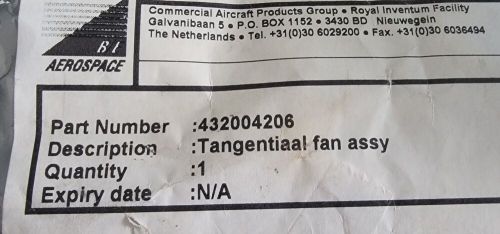 Commercial Aircraft Products Group • Royal Inventum Facility
Galvanibaan 5 • P.O. BOX 1152 • 3430 BD Nieuwegein
The Netherlands • Tel. +31(0)30 6029200 • Fax. +31(0)30 6036494
AEROSPACE
Part Number :432004206
Description :Tangentiaal fan assy
Quantity :1
Expiry date :N/A